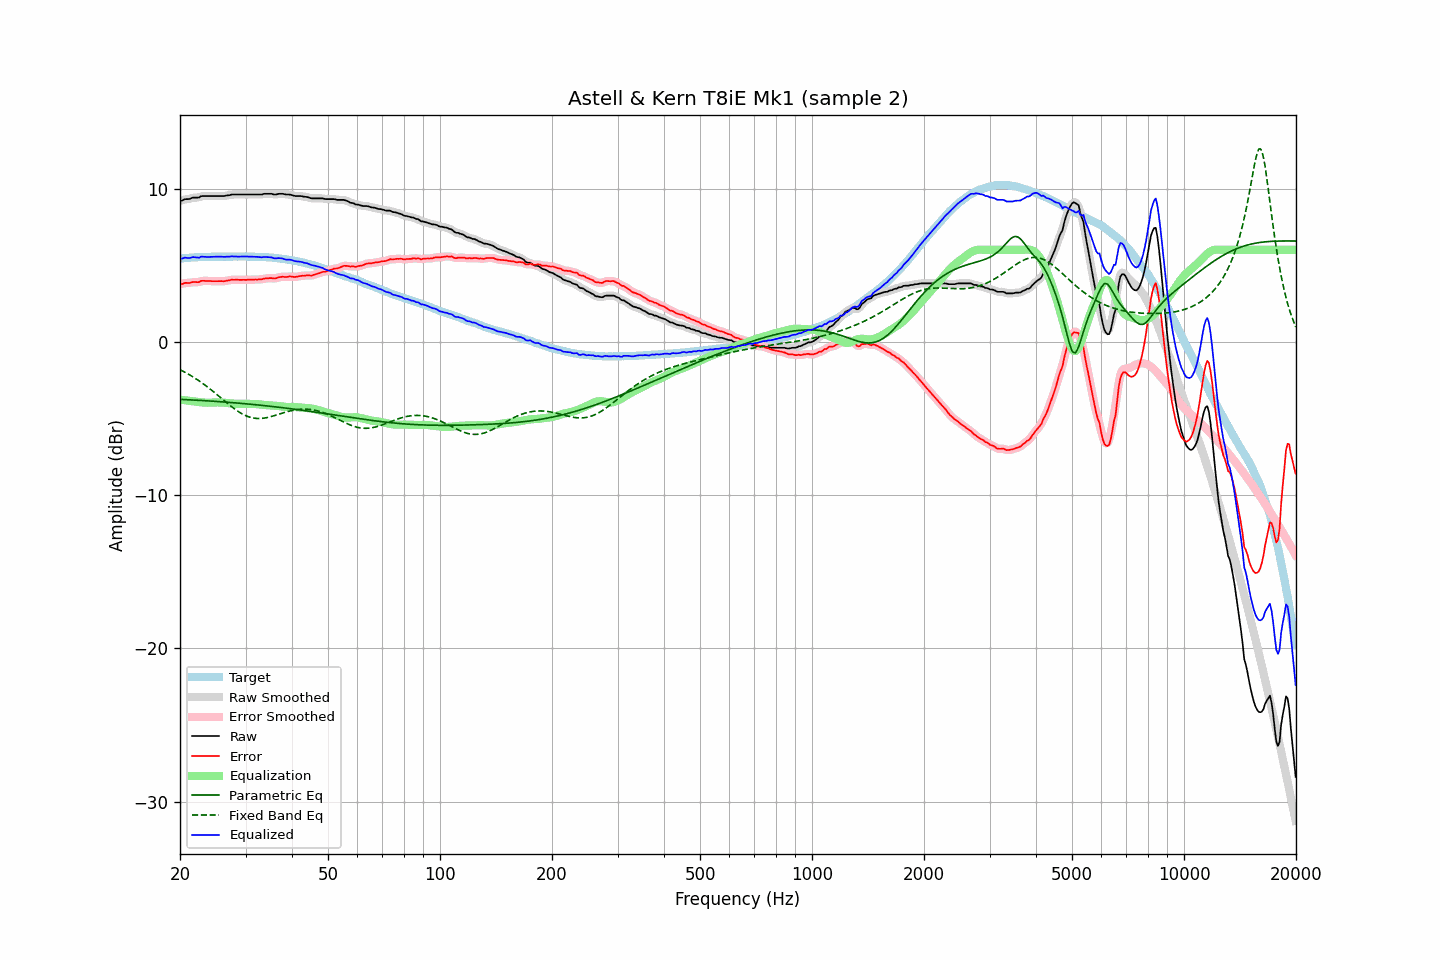 Astell & Kern T8iE Mk1 (sample 2)
Amplitude (dBr)
10
0
−10
−20
−30
Target
Raw Smoothed
Error Smoothed
Raw
Error
Equalization
Parametric Eq
Fixed Band Eq
Equalized
20 50 100 200 500 1000 2000 5000 10000 20000
Frequency (Hz)